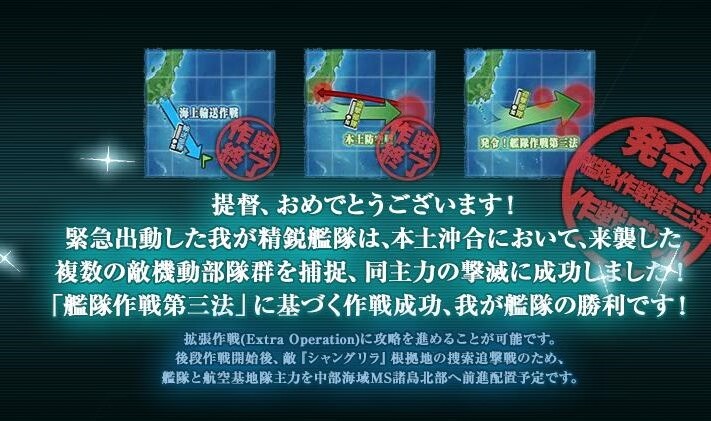 海上輸送作戦
作戦
終了
本土防
作戦
終了
発令！艦隊作戦第三法
発令！
艦隊作戦第三法
作戦成功！
提督、おめでとうございます！
緊急出動した我が精鋭艦隊は、本土沖合において、来襲した
複数の敵機動部隊群を捕捉、同主力の撃滅に成功しました！
「艦隊作戦第三法」に基づく作戦成功、我が艦隊の勝利です！
拡張作戦(Extra Operation)に攻略を進めることが可能です。
後段作戦開始後、敵『シャングリラ』根拠地の捜索追撃戦のため、
艦隊と航空基地隊主力を中部海域MS諸島北部へ前進配置予定です。